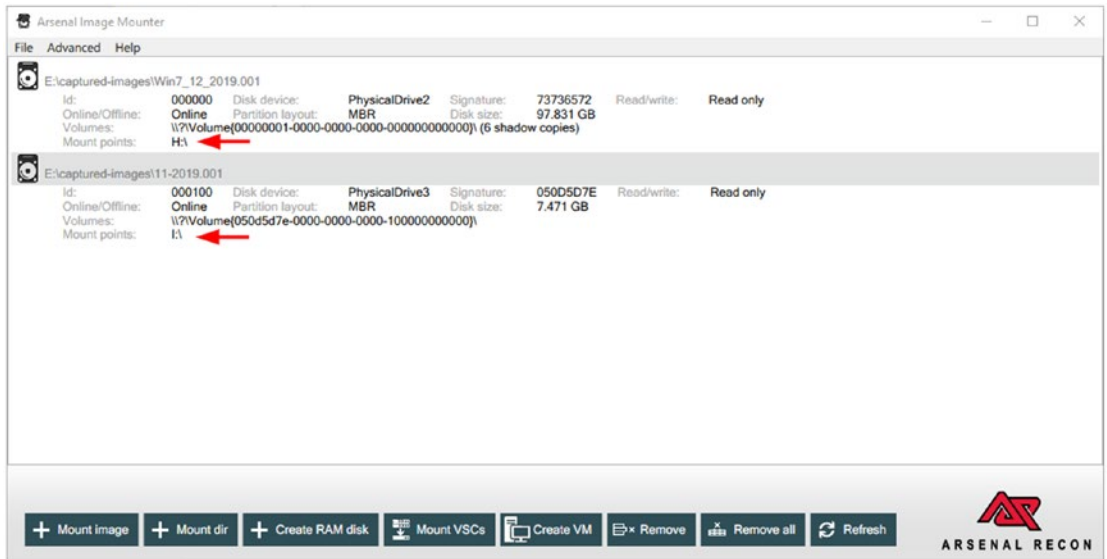 Arsenal Image Mounter
File Advanced Help
E:\captured-images\Win7_12_2019.001
Id: 000000 Disk device: PhysicalDrive2 Signature: 73736572 Read/write: Read only
Online/Offline: Online Partition layout: MBR Disk size: 97.831 GB
Volumes: \\?\Volume{00000001-0000-0000-0000-000000000000}\ (6 shadow copies)
Mount points: H:\
E:\captured-images\11-2019.001
Id: 000100 Disk device: PhysicalDrive3 Signature: 050D5D7E Read/write: Read only
Online/Offline: Online Partition layout: MBR Disk size: 7.471 GB
Volumes: \\?\Volume{050d5d7e-0000-0000-0000-100000000000}\
Mount points: I:\
Mount image Mount dir Create RAM disk Mount VSCs Create VM Remove Remove all Refresh
ARSENAL RECON